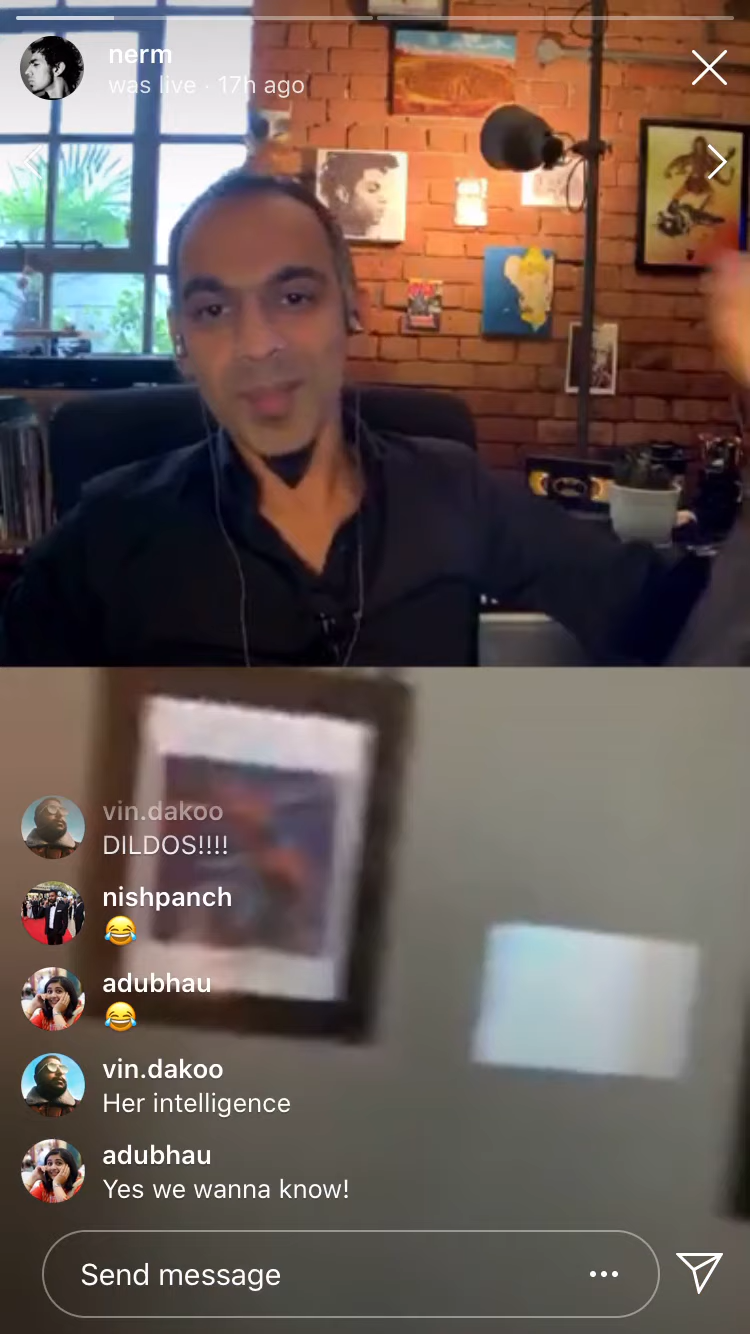 nerm
was live · 17h ago
vin.dakoo
DILDOS!!!!
nishpanch
😂
adubhau
😂
vin.dakoo
Her intelligence
adubhau
Yes we wanna know!
Send message